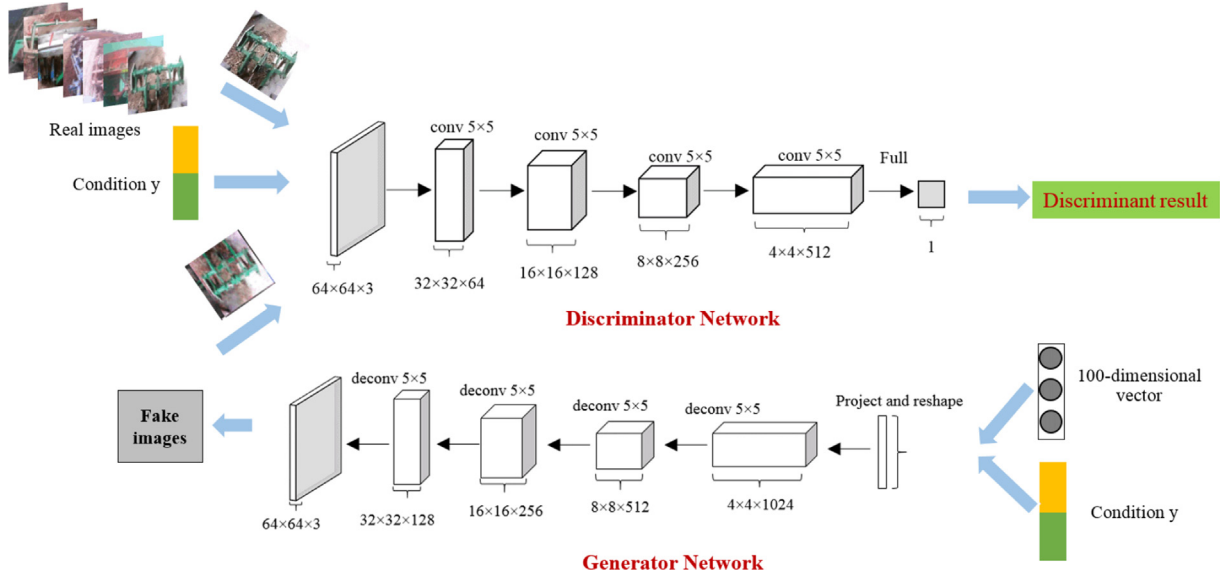 Real images
Condition y
conv 5×5
conv 5×5
conv 5×5
conv 5×5
Full
Discriminant result
64×64×3
32×32×64
16×16×128
8×8×256
4×4×512
1
Discriminator Network
Fake
images
deconv 5×5
deconv 5×5
deconv 5×5
deconv 5×5
Project and reshape
100-dimensional
vector
64×64×3
32×32×128
16×16×256
8×8×512
4×4×1024
Condition y
Generator Network